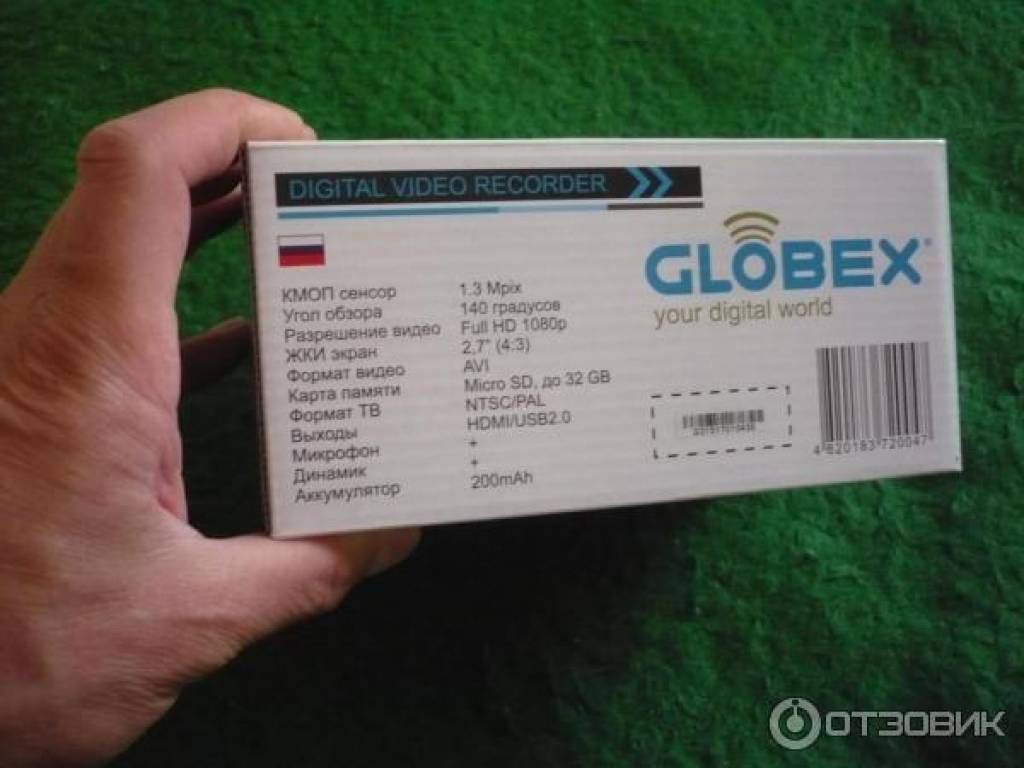 DIGITAL VIDEO RECORDER
GLOBEX®
your digital world
КМОП сенсор 1.3 Mpix
Угол обзора 140 градусов
Разрешение видео Full HD 1080p
ЖКИ экран 2,7" (4:3)
Формат видео AVI
Карта памяти Micro SD, до 32 GB
Формат ТВ NTSC/PAL
Выходы HDMI/USB2.0
Микрофон +
Динамик +
Аккумулятор 200mAh
4 820183 720047
ОТЗОВИК